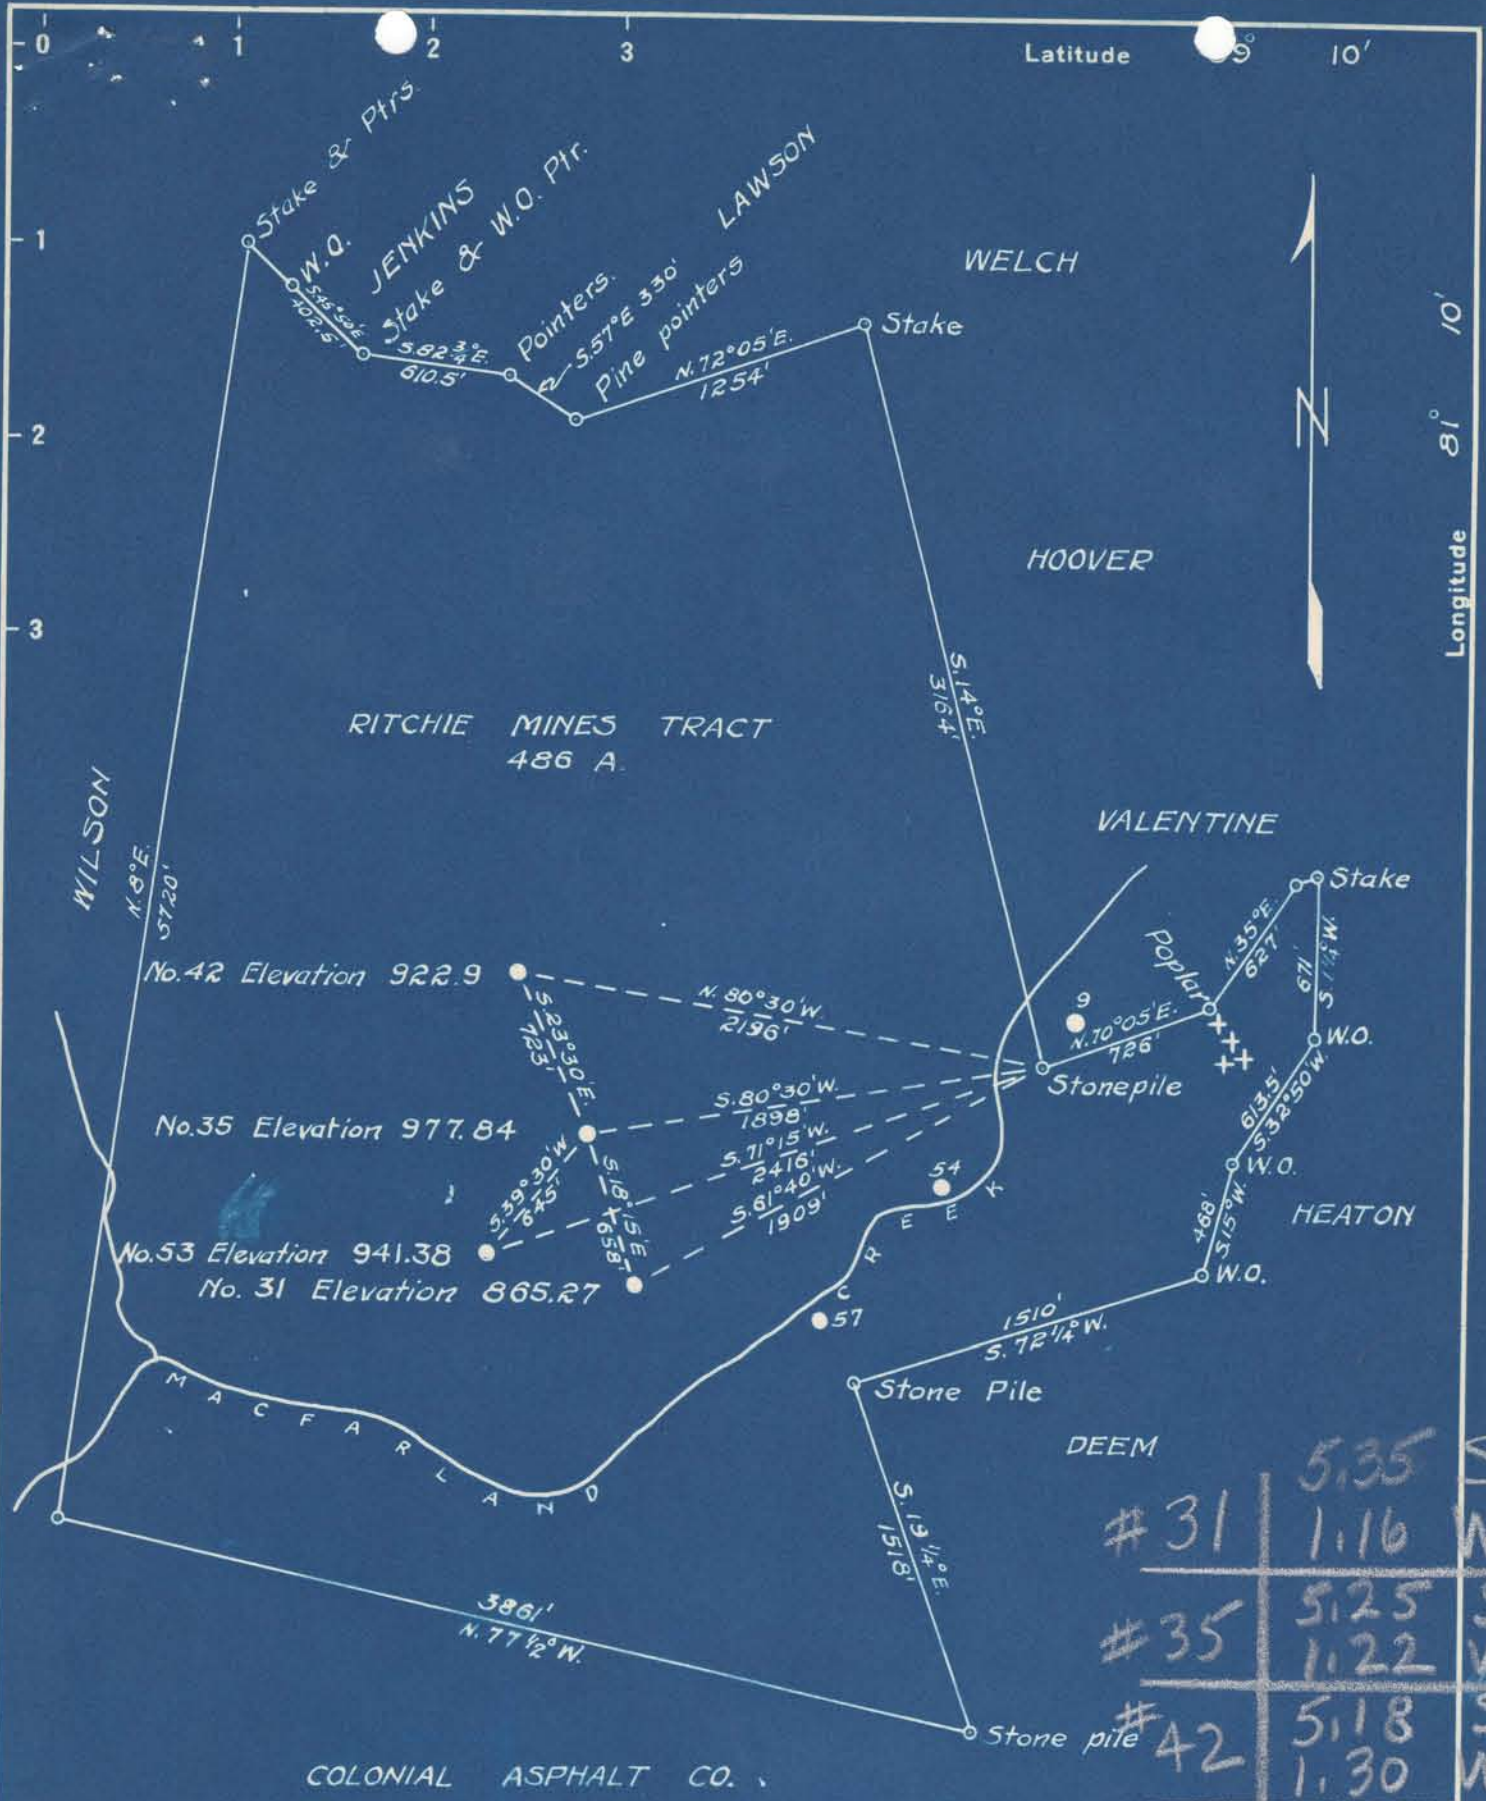 0 1 2 3 Latitude 9° 10'
1
2
3
Longitude 81° 10'
Stake & Ptrs.
W.O.
S.45°50'E
402.5'
JENKINS
Stake & W.O. Ptr.
S.82 3/4°E.
610.5'
Pointers.
S.57°E 330'
Pine pointers
LAWSON
N.72°05'E.
1254'
Stake
WELCH
N
HOOVER
S.14°E.
3164'
RITCHIE MINES TRACT
486 A.
WILSON
N.8°E.
5720'
VALENTINE
Stake
N.35°E.
627'
671'
S.1 1/4°W.
Poplar
9
N.70°05'E.
726'
Stonepile
W.O.
613.5'
S.32°50'W.
W.O.
468'
S.15°W.
W.O.
HEATON
No.42 Elevation 922.9
N.80°30'W.
2196'
S.23°30'E.
723'
No.35 Elevation 977.84
S.80°30'W.
1898'
S.71°15'W.
2416'
S.61°40'W.
1909'
S.39°30'W
645'
S.18°15'E
658'
No.53 Elevation 941.38
No. 31 Elevation 865.27
54
57
MACFARLAND CREEK
1510'
S.72 1/4°W.
Stone Pile
DEEM
S.19 1/4°E.
1518'
3861'
N.77 1/2°W.
Stone pile
COLONIAL ASPHALT CO.
#31 5.35 S
1.16 W
#35 5.25 S
1.22 W
#42 5.18 S
1.30 W